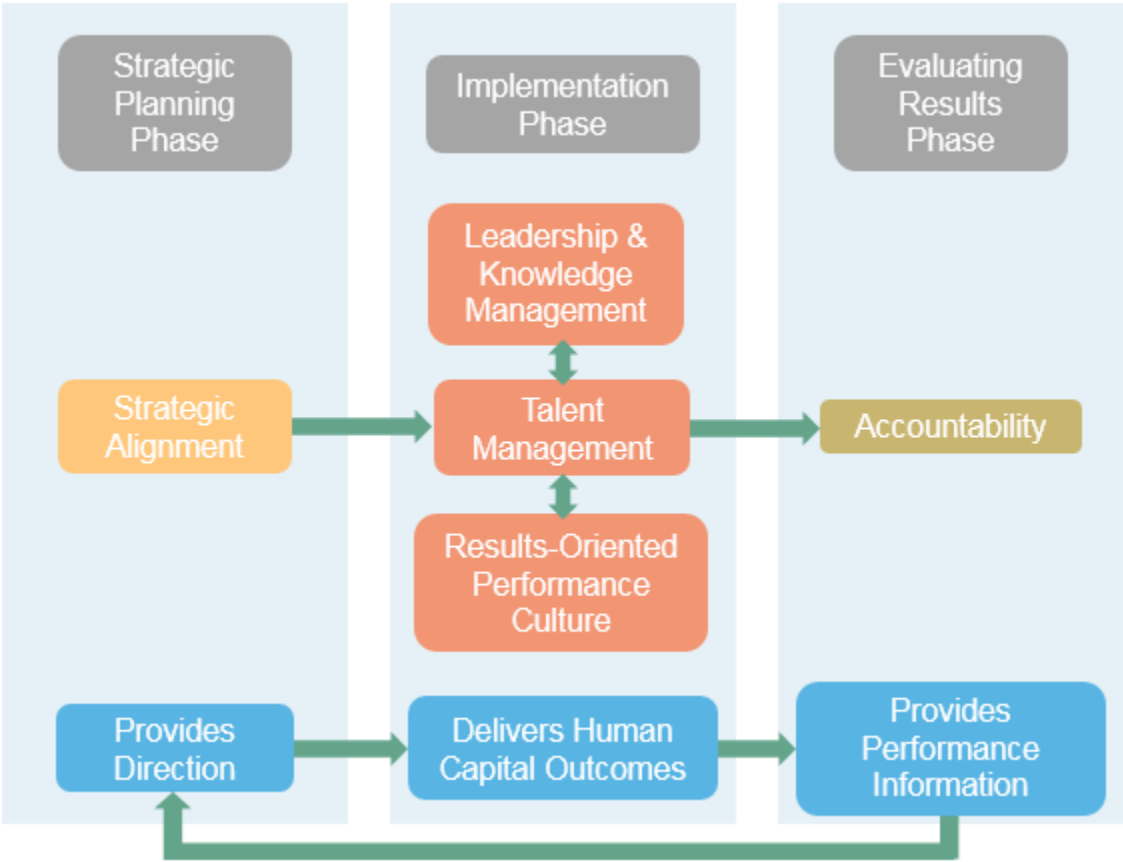 Strategic
Planning
Phase
Implementation
Phase
Evaluating
Results
Phase
Leadership &
Knowledge
Management
Strategic
Alignment
Talent
Management
Accountability
Results-Oriented
Performance
Culture
Provides
Direction
Delivers Human
Capital Outcomes
Provides
Performance
Information